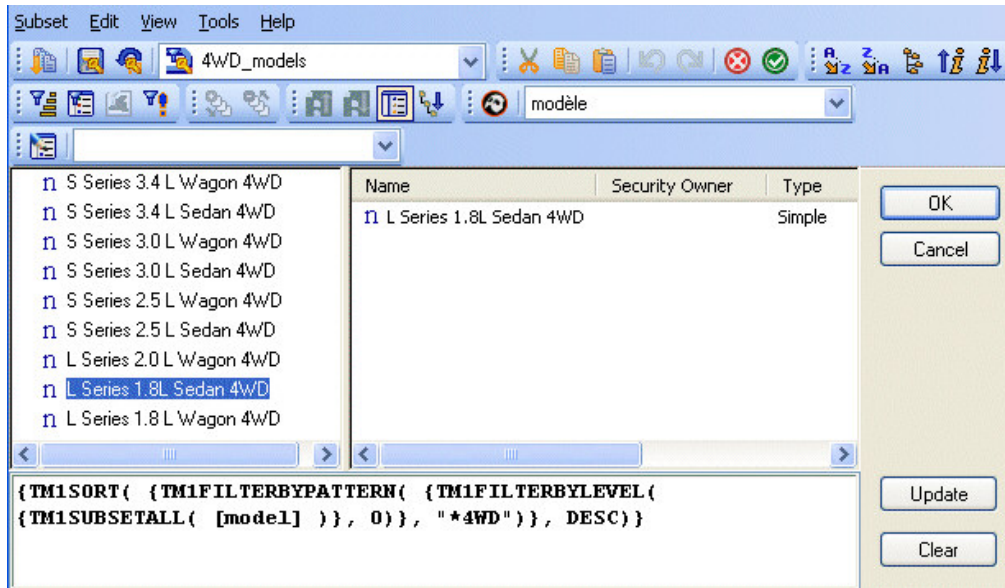 Subset Edit View Tools Help
4WD_models
modèle
n S Series 3.4 L Wagon 4WD
n S Series 3.4 L Sedan 4WD
n S Series 3.0 L Wagon 4WD
n S Series 3.0 L Sedan 4WD
n S Series 2.5 L Wagon 4WD
n S Series 2.5 L Sedan 4WD
n L Series 2.0 L Wagon 4WD
n L Series 1.8L Sedan 4WD
n L Series 1.8 L Wagon 4WD
Name Security Owner Type
n L Series 1.8L Sedan 4WD Simple
OK
Cancel
{TM1SORT( {TM1FILTERBYPATTERN( {TM1FILTERBYLEVEL(
{TM1SUBSETALL( [model] )}, 0)}, "*4WD")}, DESC)}
Update
Clear